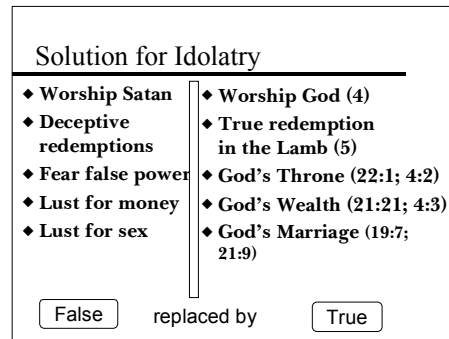 Solution for Idolatry
◆ Worship Satan
◆ Deceptive
redemptions
◆ Fear false power
◆ Lust for money
◆ Lust for sex
◆ Worship God (4)
◆ True redemption
in the Lamb (5)
◆ God's Throne (22:1; 4:2)
◆ God's Wealth (21:21; 4:3)
◆ God's Marriage (19:7;
21:9)
False replaced by True